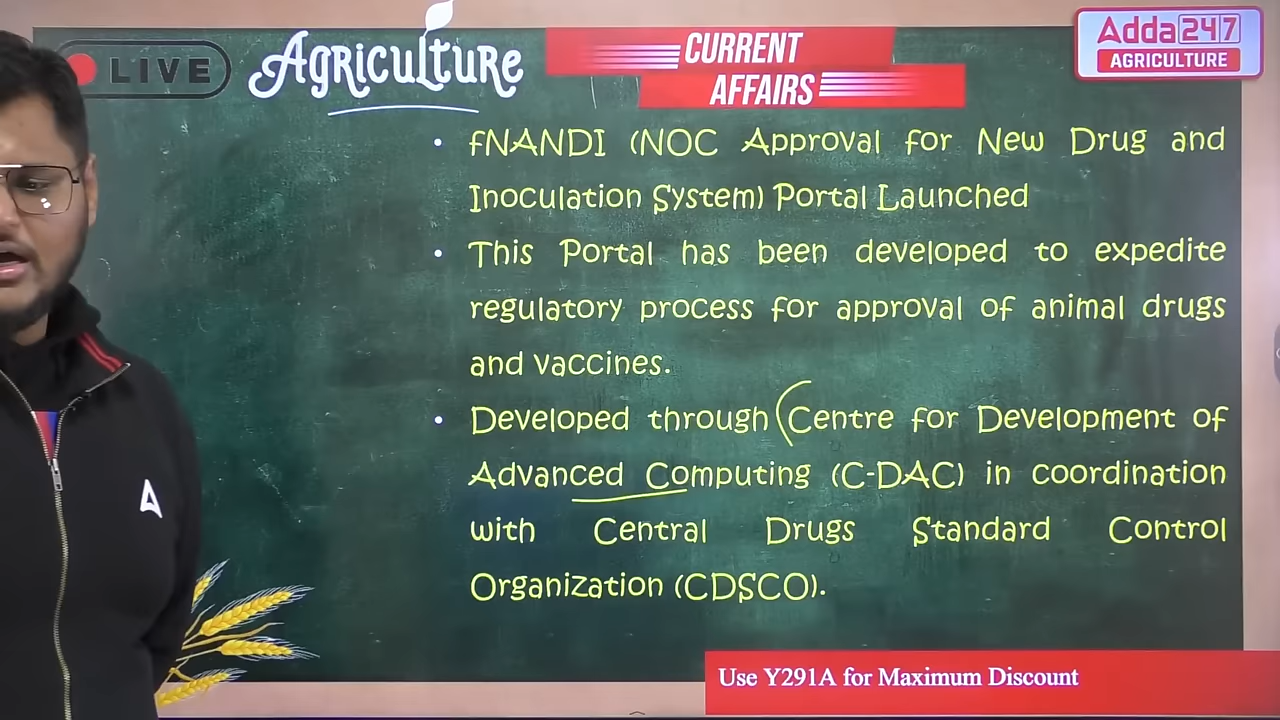 LIVE
Agriculture
CURRENT
AFFAIRS
Adda247
AGRICULTURE
• fNANDI (NOC Approval for New Drug and
Inoculation System) Portal Launched
• This Portal has been developed to expedite
regulatory process for approval of animal drugs
and vaccines.
• Developed through (Centre for Development of
Advanced Computing (C-DAC) in coordination
with Central Drugs Standard Control
Organization (CDSCO).
Use Y291A for Maximum Discount